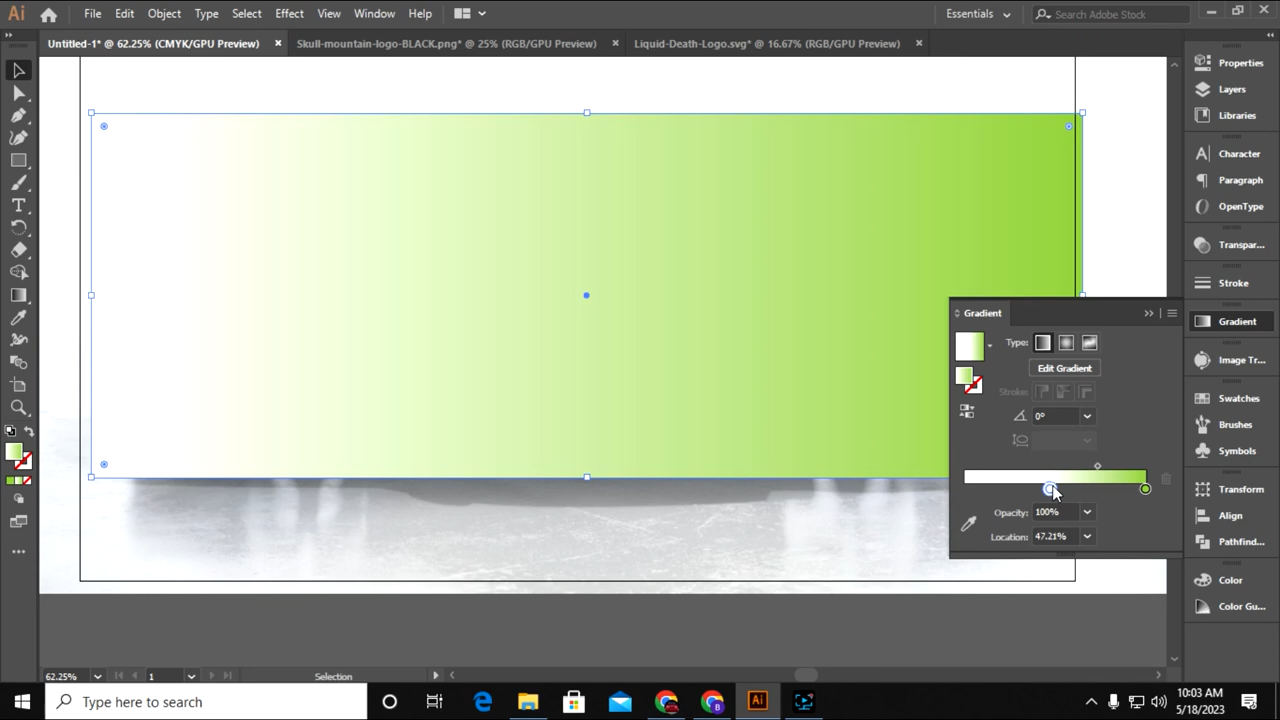 Ai File Edit Object Type Select Effect View Window Help Essentials Search Adobe Stock
Untitled-1* @ 62.25% (CMYK/GPU Preview) Skull-mountain-logo-BLACK.png* @ 25% (RGB/GPU Preview) Liquid-Death-Logo.svg* @ 16.67% (RGB/GPU Preview)
Properties
Layers
Libraries
Character
Paragraph
OpenType
Transpar...
Stroke
Gradient
Image Tr...
Swatches
Brushes
Symbols
Transform
Align
Pathfind...
Color
Color Gu...
Gradient
Type:
Edit Gradient
Stroke:
0°
Opacity: 100%
Location: 47.21%
62.25% 1 Selection
Type here to search
Ai
10:03 AM
5/18/2023